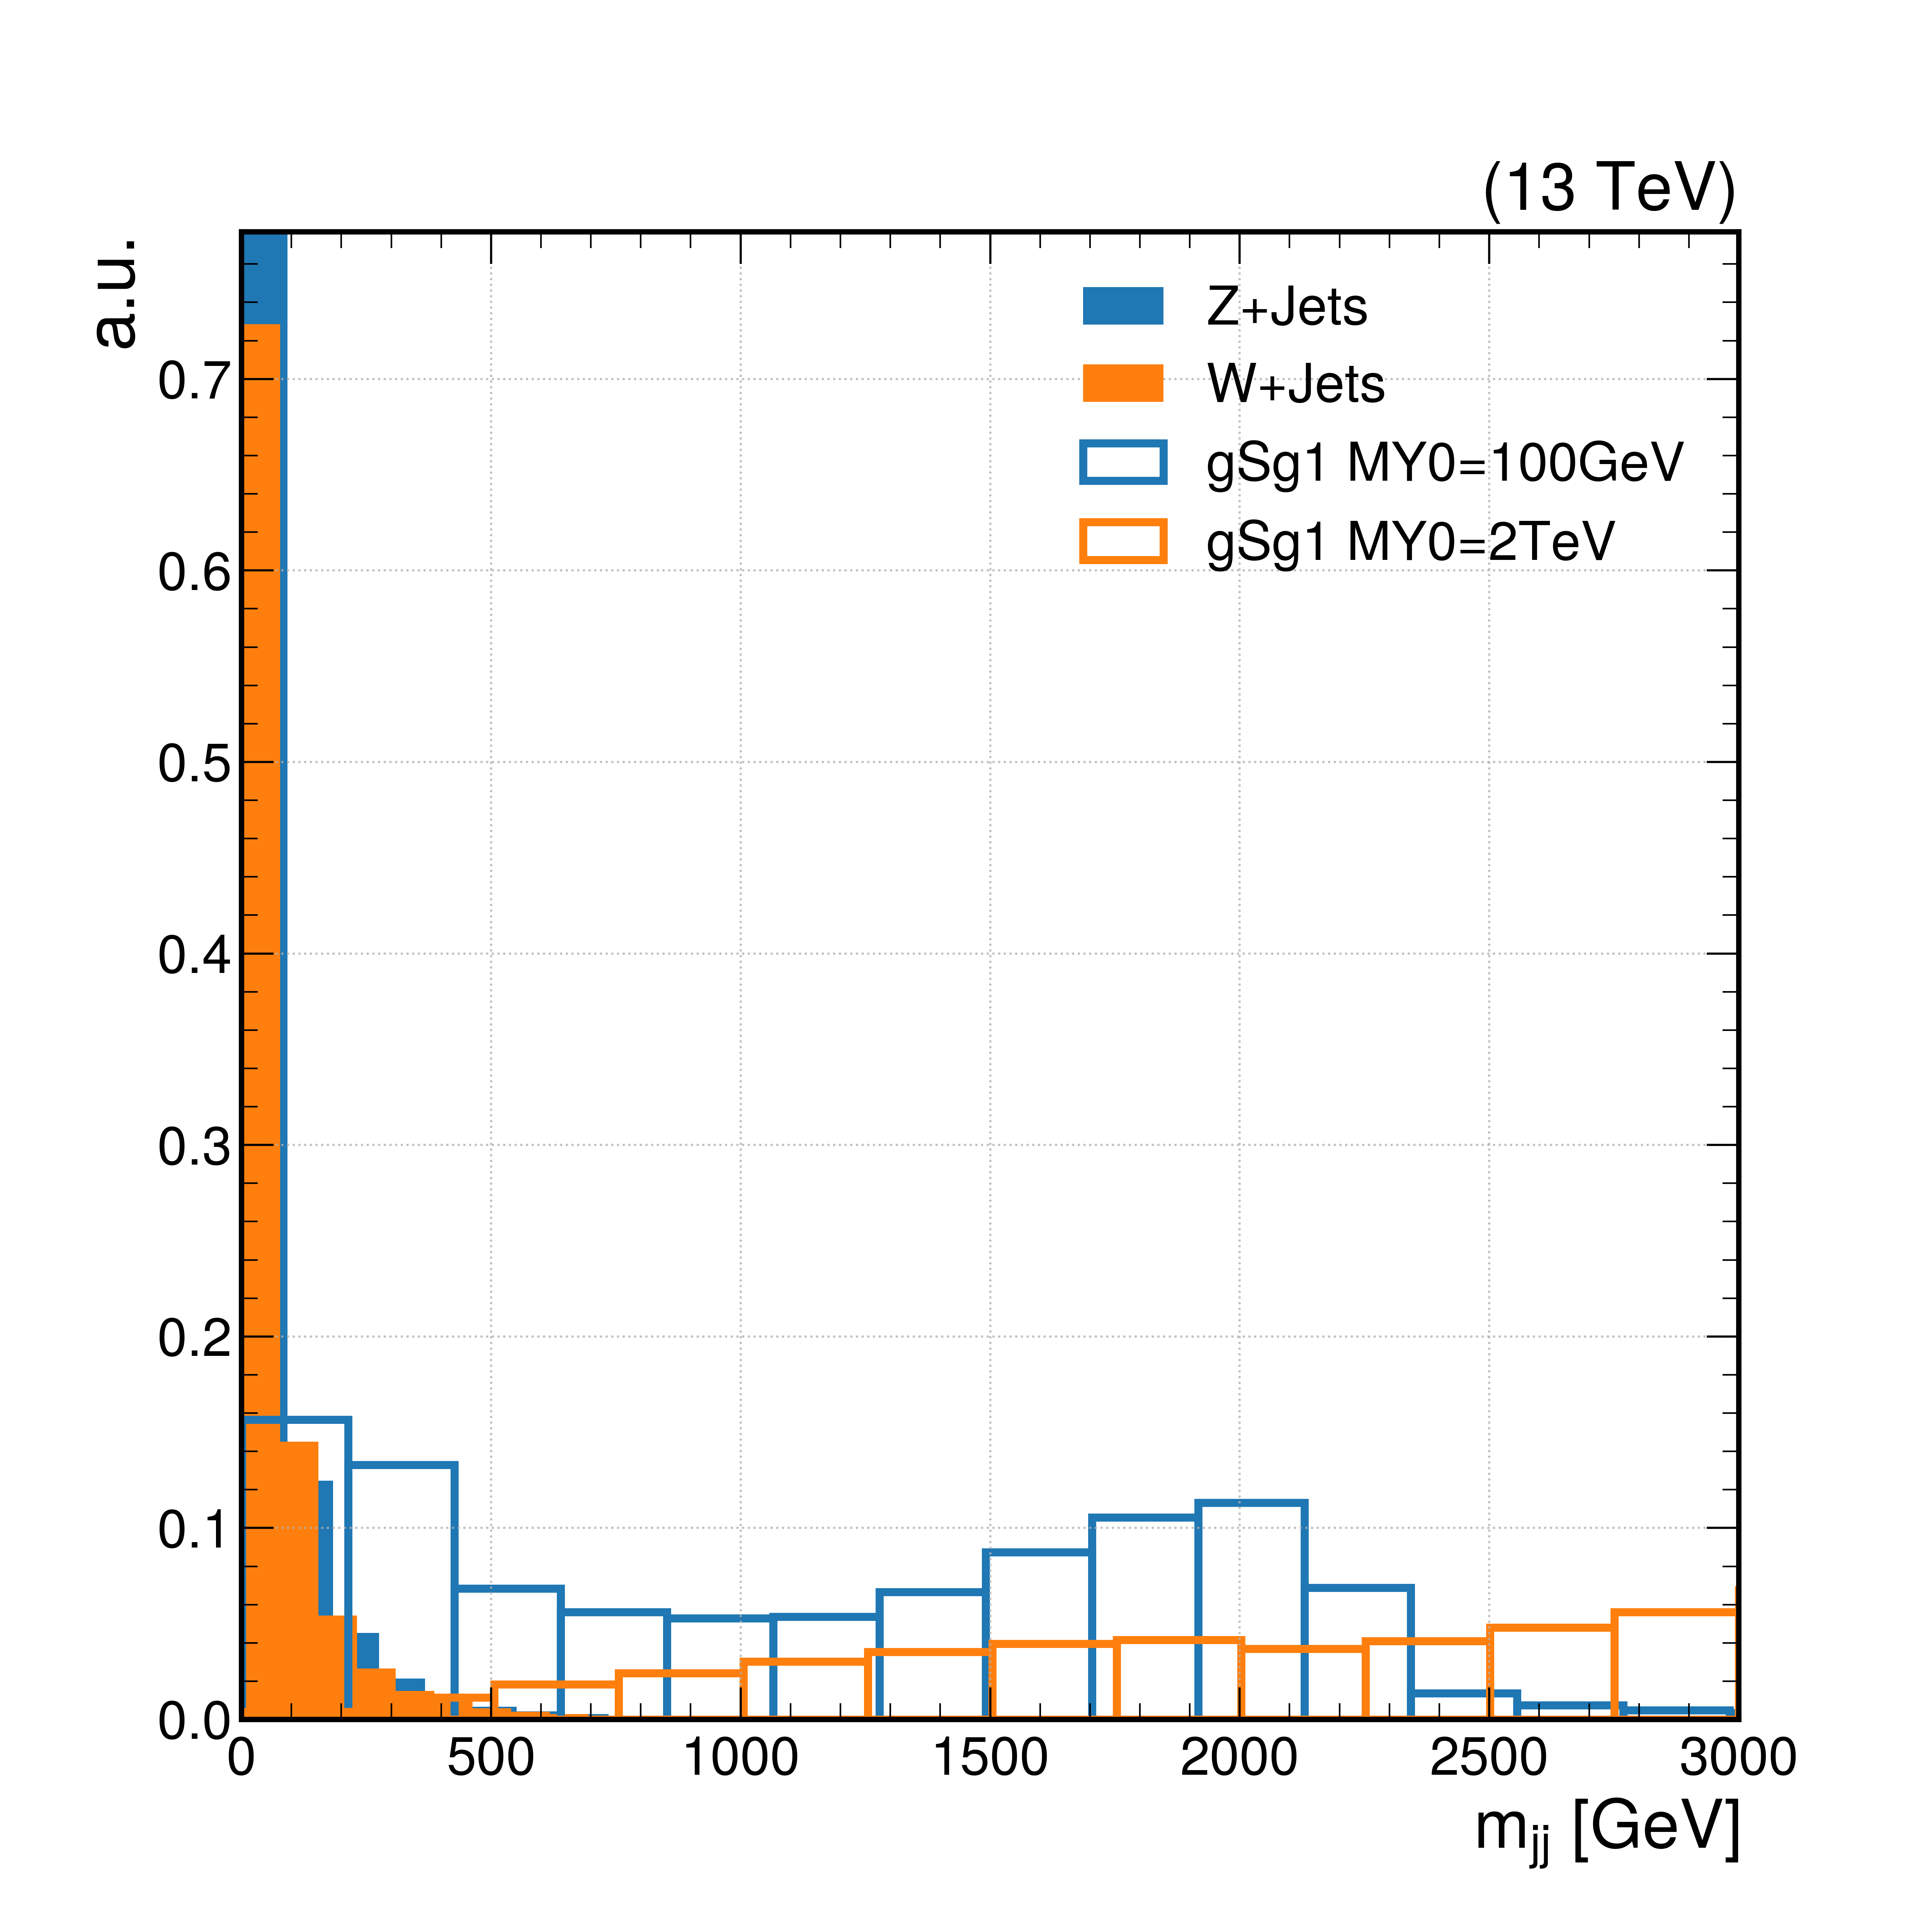 (13 TeV)
a.u.
Z+Jets
W+Jets
gSg1 MY0=100GeV
gSg1 MY0=2TeV
0.7
0.6
0.5
0.4
0.3
0.2
0.1
0.0
0 500 1000 1500 2000 2500 3000
m_jj [GeV]